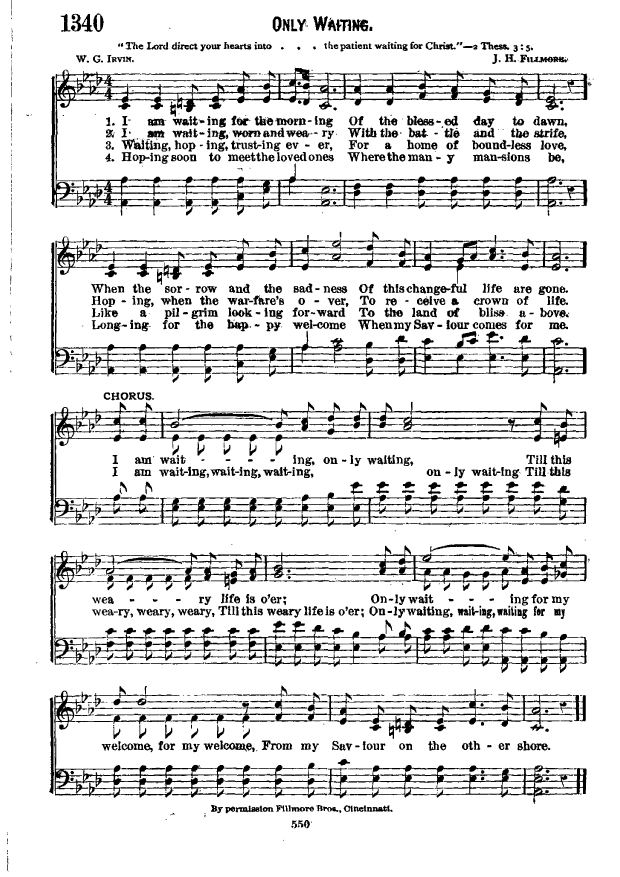 1340
ONLY WAITING.
"The Lord direct your hearts into . . . the patient waiting for Christ."—2 Thess. 3:5.
W. G. IRVIN. J. H. FILLMORE.
1. I am wait-ing for the morn-ing Of the bless-ed day to dawn,
2. I am wait-ing, worn and wea-ry With the bat-tle and the strife,
3. Waiting, hop-ing, trust-ing ev-er, For a home of bound-less love,
4. Hop-ing soon to meet the loved ones Where the man-y man-sions be,
When the sor-row and the sad-ness Of this change-ful life are gone.
Hop-ing, when the war-fare's o-ver, To re-ceive a crown of life.
Like a pil-grim look-ing for-ward To the land of bliss a-bove.
Long-ing for the hap-py wel-come When my Sav-iour comes for me.
CHORUS.
I am wait - - - - ing, on-ly waiting, Till this
I am wait-ing, wait-ing, wait-ing, on-ly wait-ing Till this
wea - - - - ry life is o'er; On-ly wait - - - ing for my
wea-ry, weary, weary, Till this weary life is o'er; On-ly waiting, wait-ing, waiting for my
welcome, for my welcome, From my Sav-iour on the oth-er shore.
By permission Fillmore Bros., Cincinnati.
550